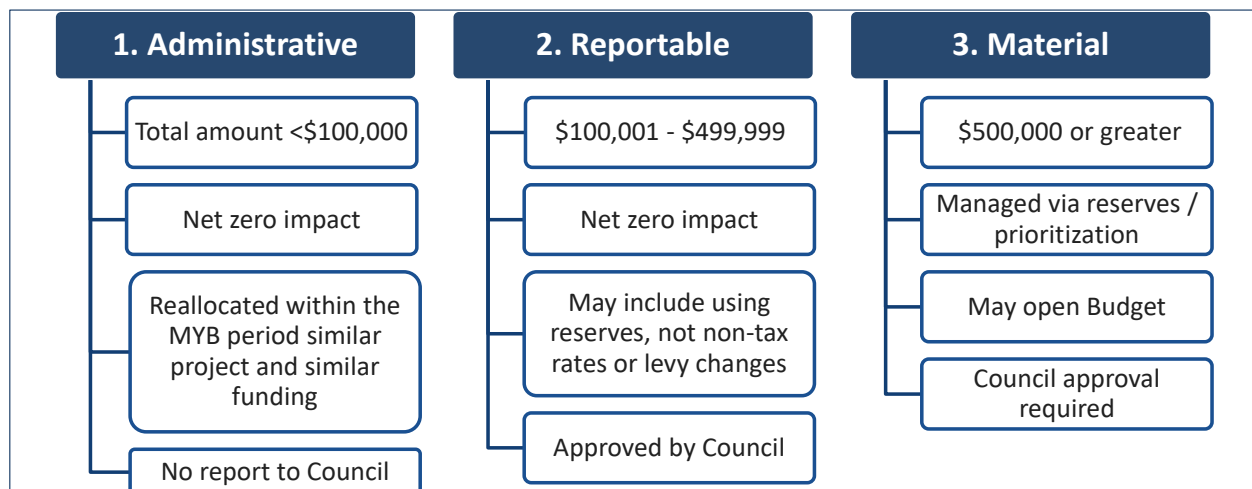 1. Administrative
Total amount <$100,000
Net zero impact
Reallocated within the
MYB period similar
project and similar
funding
No report to Council
2. Reportable
$100,001 - $499,999
Net zero impact
May include using
reserves, not non-tax
rates or levy changes
Approved by Council
3. Material
$500,000 or greater
Managed via reserves /
prioritization
May open Budget
Council approval
required